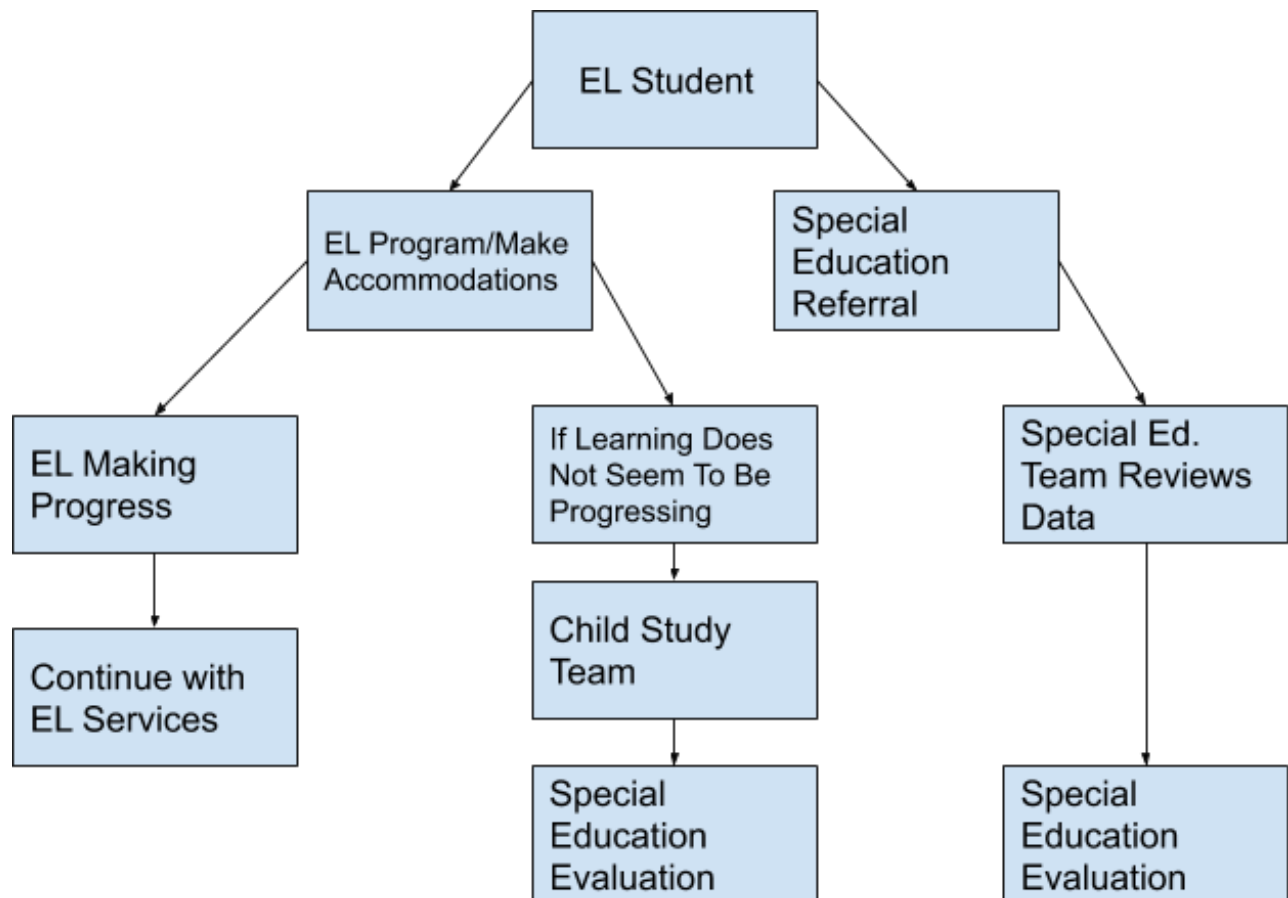 EL Student
EL Program/Make
Accommodations
Special
Education
Referral
EL Making
Progress
If Learning Does
Not Seem To Be
Progressing
Special Ed.
Team Reviews
Data
Continue with
EL Services
Child Study
Team
Special
Education
Evaluation
Special
Education
Evaluation